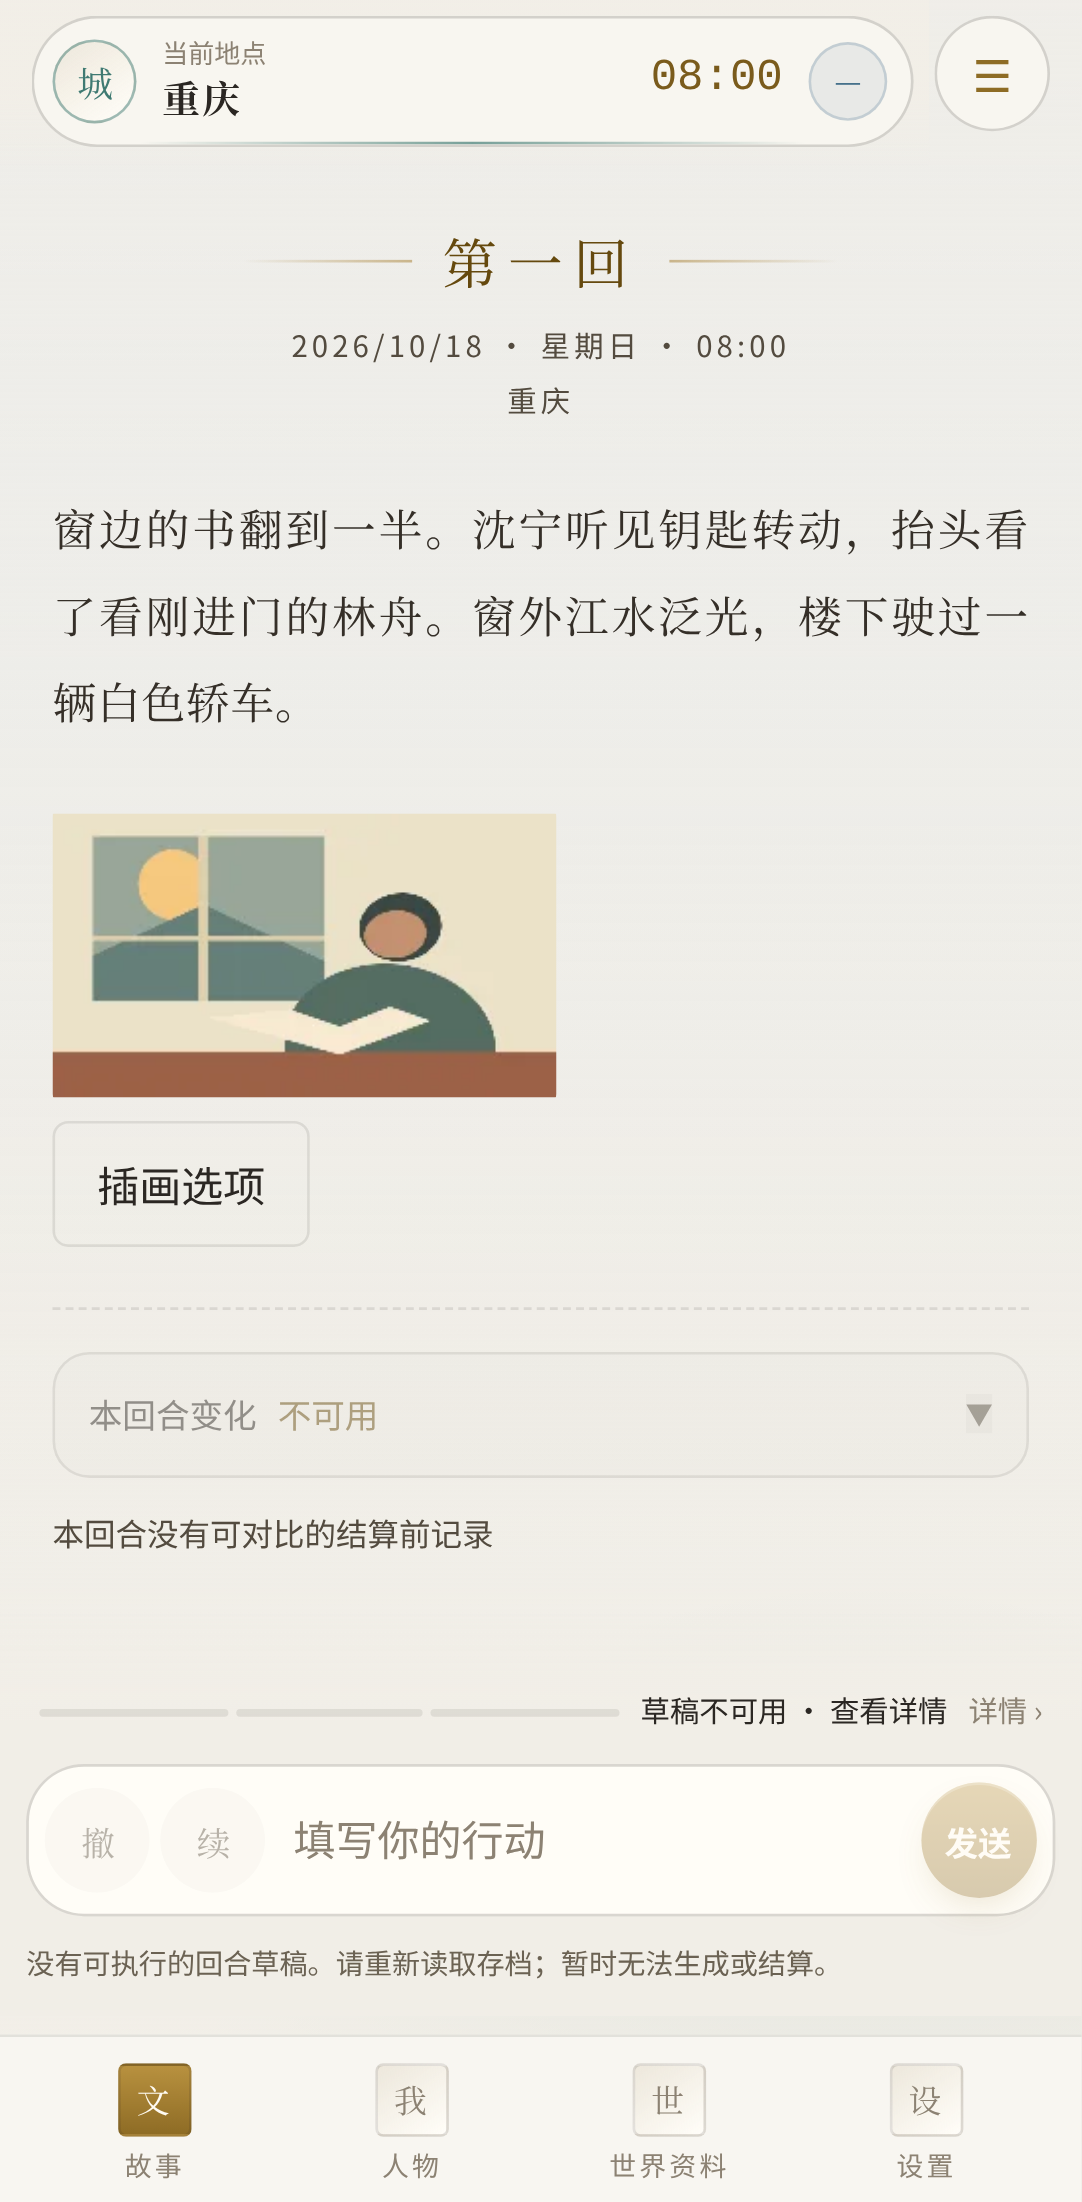 城
当前地点
重庆
08:00
—
☰
第一回
2026/10/18 · 星期日 · 08:00
重庆
窗边的书翻到一半。沈宁听见钥匙转动，抬头看
了看刚进门的林舟。窗外江水泛光，楼下驶过一
辆白色轿车。
插画选项
本回合变化 不可用 ▼
本回合没有可对比的结算前记录
草稿不可用 · 查看详情 详情 ›
撤 续 填写你的行动 发送
没有可执行的回合草稿。请重新读取存档；暂时无法生成或结算。
文 我 世 设
故事 人物 世界资料 设置